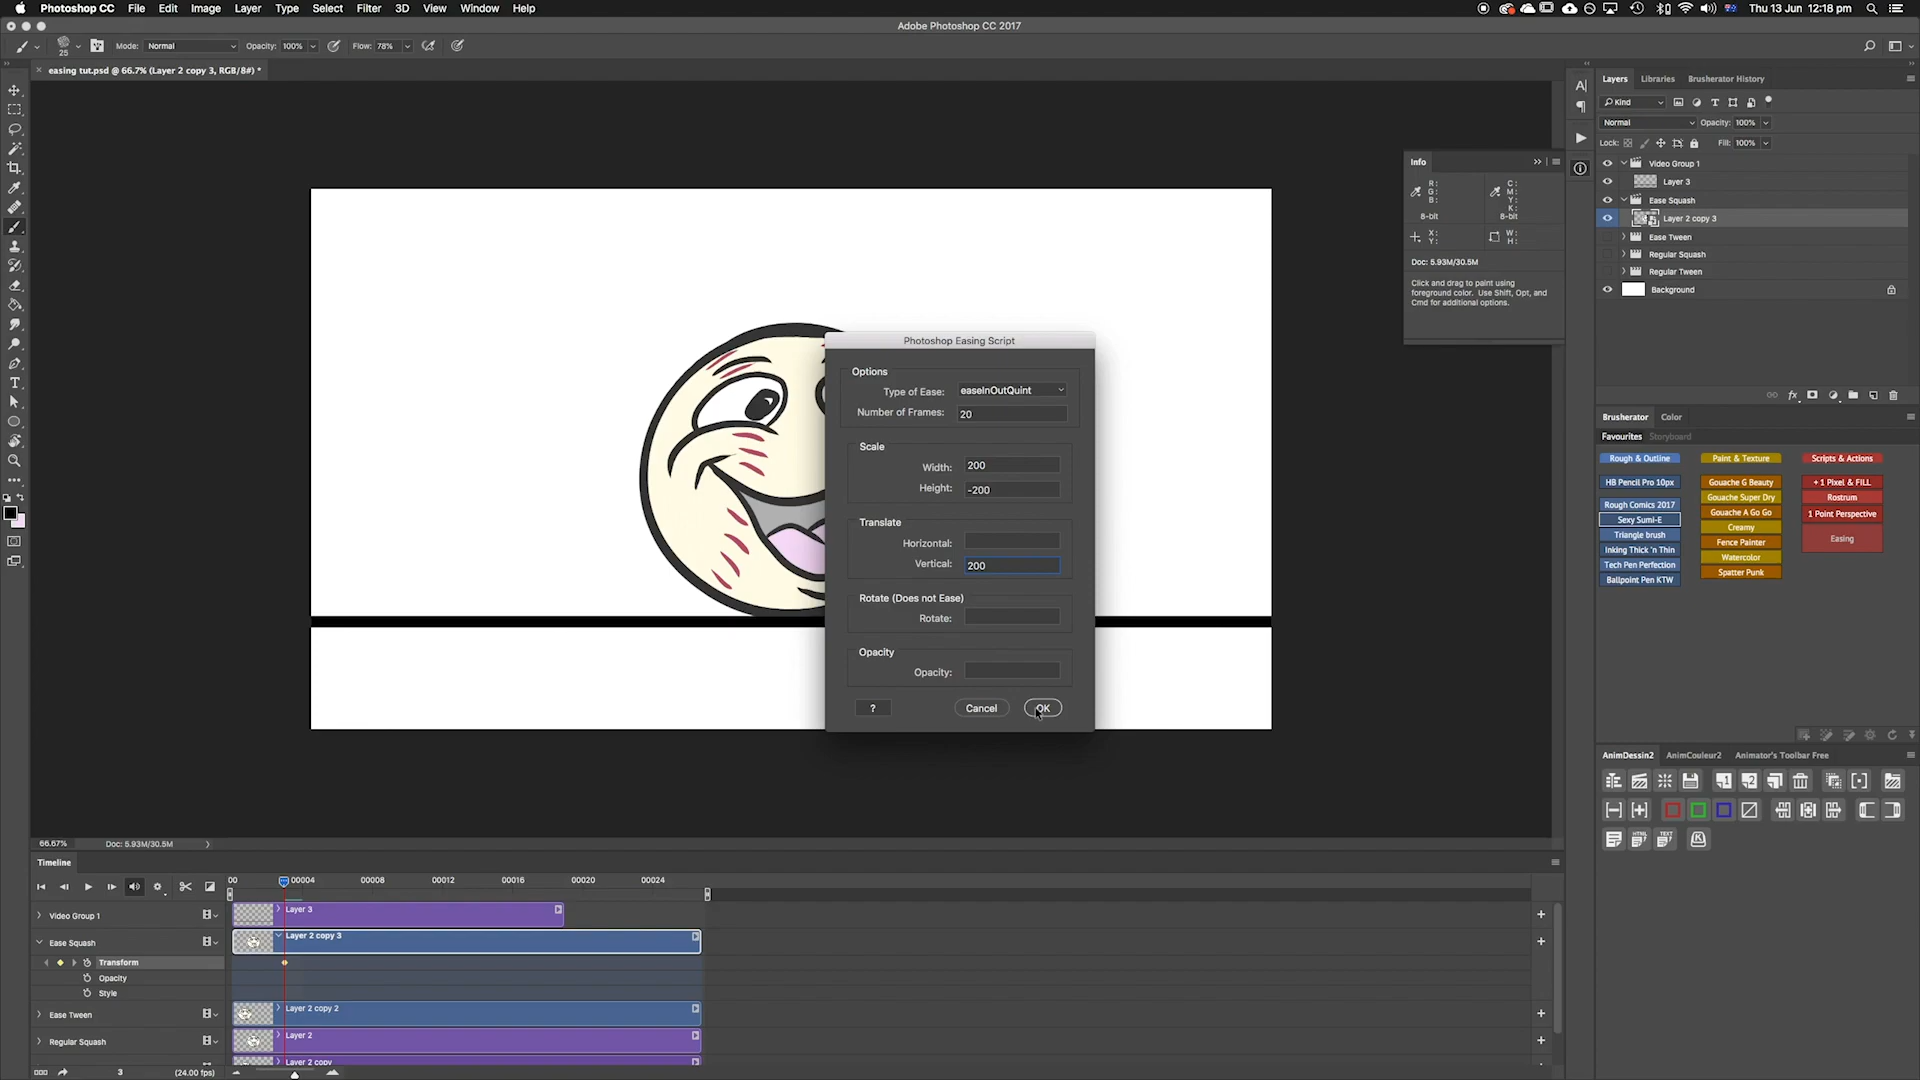 Photoshop CC File Edit Image Layer Type Select Filter 3D View Window Help
Thu 13 Jun 12:18 pm
Adobe Photoshop CC 2017
25 Mode: Normal Opacity: 100% Flow: 78%
× easing tut.psd @ 66.7% (Layer 2 copy 3, RGB/8#) *
Layers Libraries Brusherator History
Kind
Normal Opacity: 100%
Lock: Fill: 100%
Video Group 1
Layer 3
Ease Squash
Layer 2 copy 3
Ease Tween
Regular Squash
Regular Tween
Background
Info
R: C:
G: M:
B: Y:
K:
8-bit 8-bit
X: W:
Y: H:
Doc: 5.93M/30.5M
Click and drag to paint using
foreground color. Use Shift, Opt, and
Cmd for additional options.
Photoshop Easing Script
Options
Type of Ease: easeInOutQuint
Number of Frames: 20
Scale
Width: 200
Height: -200
Translate
Horizontal:
Vertical: 200
Rotate (Does not Ease)
Rotate:
Opacity
Opacity:
? Cancel OK
Brusherator Color
Favourites Storyboard
Rough & Outline Paint & Texture Scripts & Actions
HB Pencil Pro 10px Gouache G Beauty + 1 Pixel & FILL
Rough Comics 2017 Gouache Super Dry Rostrum
Sexy Sumi-E Gouache A Go Go 1 Point Perspective
Triangle brush Creamy Easing
Inking Thick 'n Thin Fence Painter
Tech Pen Perfection Watercolor
Ballpoint Pen KTW Spatter Punk
AnimDessin2 AnimCouleur2 Animator's Toolbar Free
1 2
HTML TEXT
K
66.67% Doc: 5.93M/30.5M
Timeline
00 00004 00008 00012 00016 00020 00024
Video Group 1 Layer 3
Ease Squash Layer 2 copy 3
Transform
Opacity
Style
Ease Tween Layer 2 copy 2
Regular Squash Layer 2
Layer 2 copy
3 (24.00 fps)